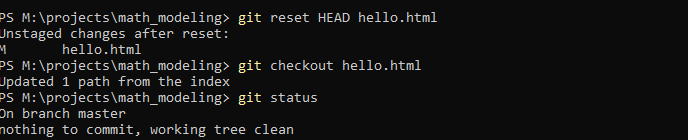 PS M:\projects\math_modeling> git reset HEAD hello.html
Unstaged changes after reset:
M       hello.html
PS M:\projects\math_modeling> git checkout hello.html
Updated 1 path from the index
PS M:\projects\math_modeling> git status
On branch master
nothing to commit, working tree clean